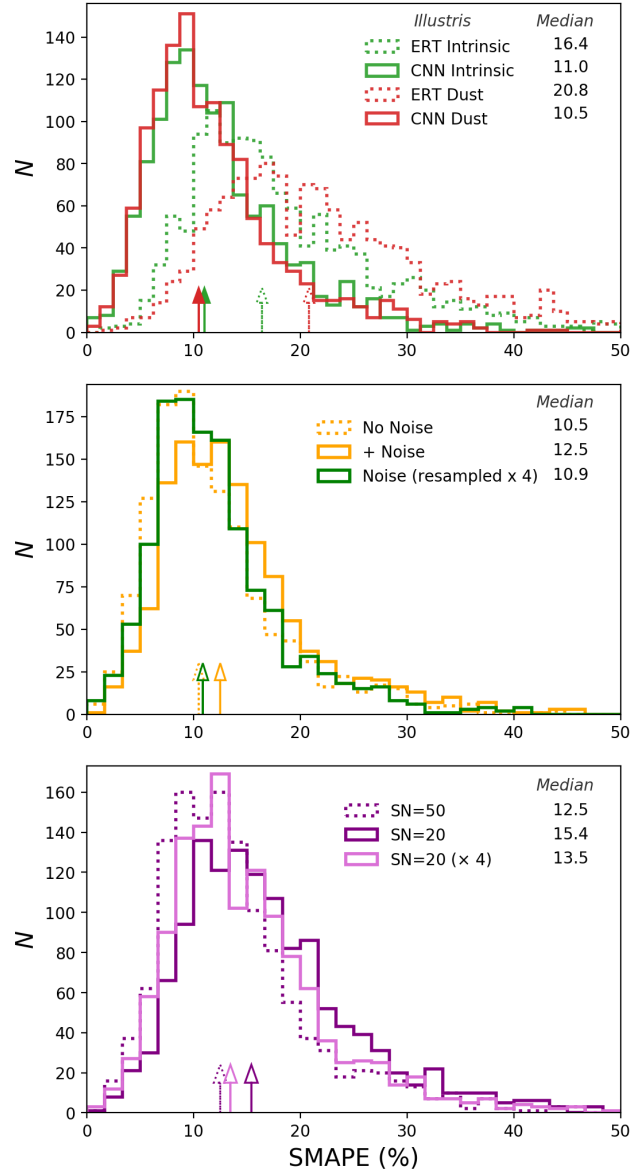 Illustris Median
ERT Intrinsic 16.4
CNN Intrinsic 11.0
ERT Dust 20.8
CNN Dust 10.5
140
120
100
80
60
40
20
0
N
0 10 20 30 40 50
Median
No Noise 10.5
+ Noise 12.5
Noise (resampled x 4) 10.9
175
150
125
100
75
50
25
0
N
0 10 20 30 40 50
Median
SN=50 12.5
SN=20 15.4
SN=20 (× 4) 13.5
160
140
120
100
80
60
40
20
0
N
0 10 20 30 40 50
SMAPE (%)